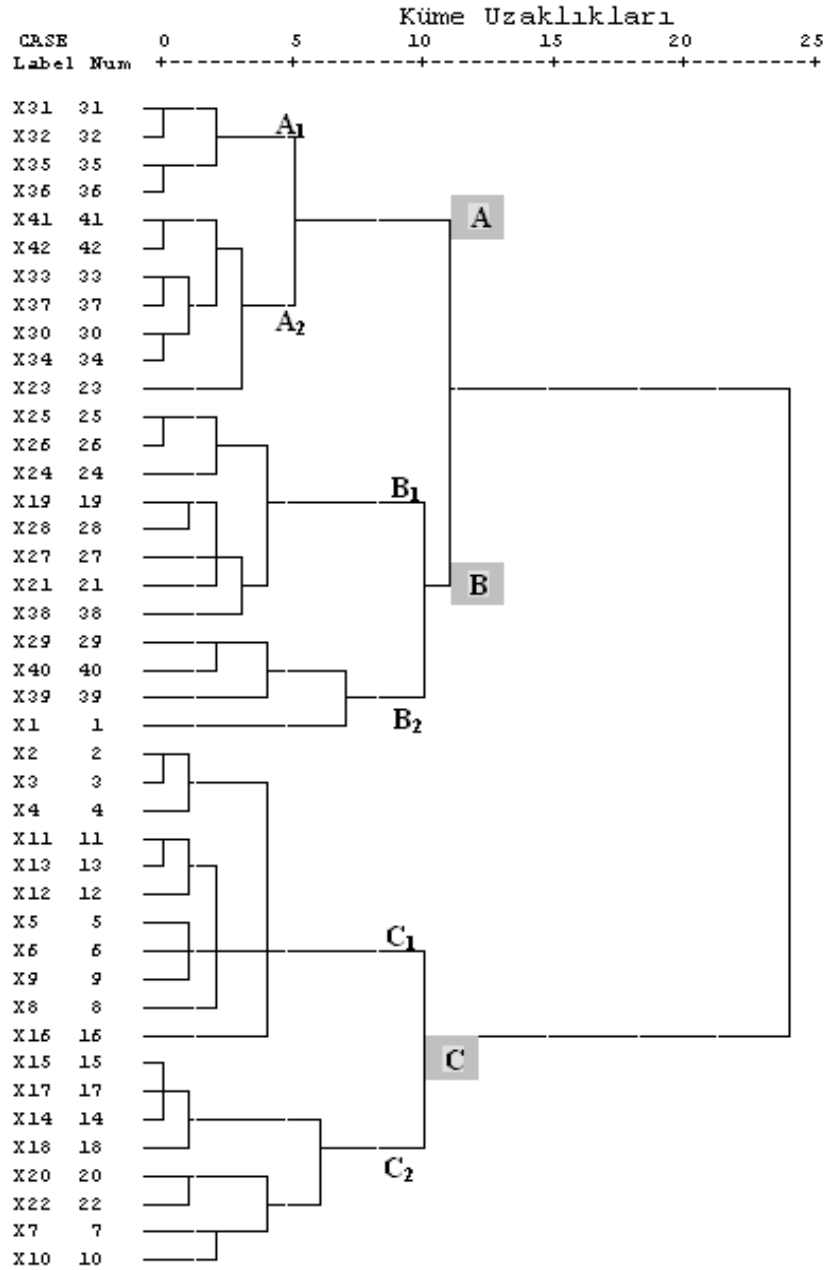 Küme Uzaklıkları
CASE 0 5 10 15 20 25
Label Num
X31 31
A1
X32 32
X35 35
X36 36
A
X41 41
X42 42
X33 33
X37 37
A2
X30 30
X34 34
X23 23
X25 25
X26 26
X24 24
B1
X19 19
X28 28
X27 27
X21 21
B
X38 38
X29 29
X40 40
X39 39
X1 1
B2
X2 2
X3 3
X4 4
X11 11
X13 13
X12 12
X5 5
C1
X6 6
X9 9
X8 8
X16 16
X15 15
C
X17 17
X14 14
X18 18
C2
X20 20
X22 22
X7 7
X10 10